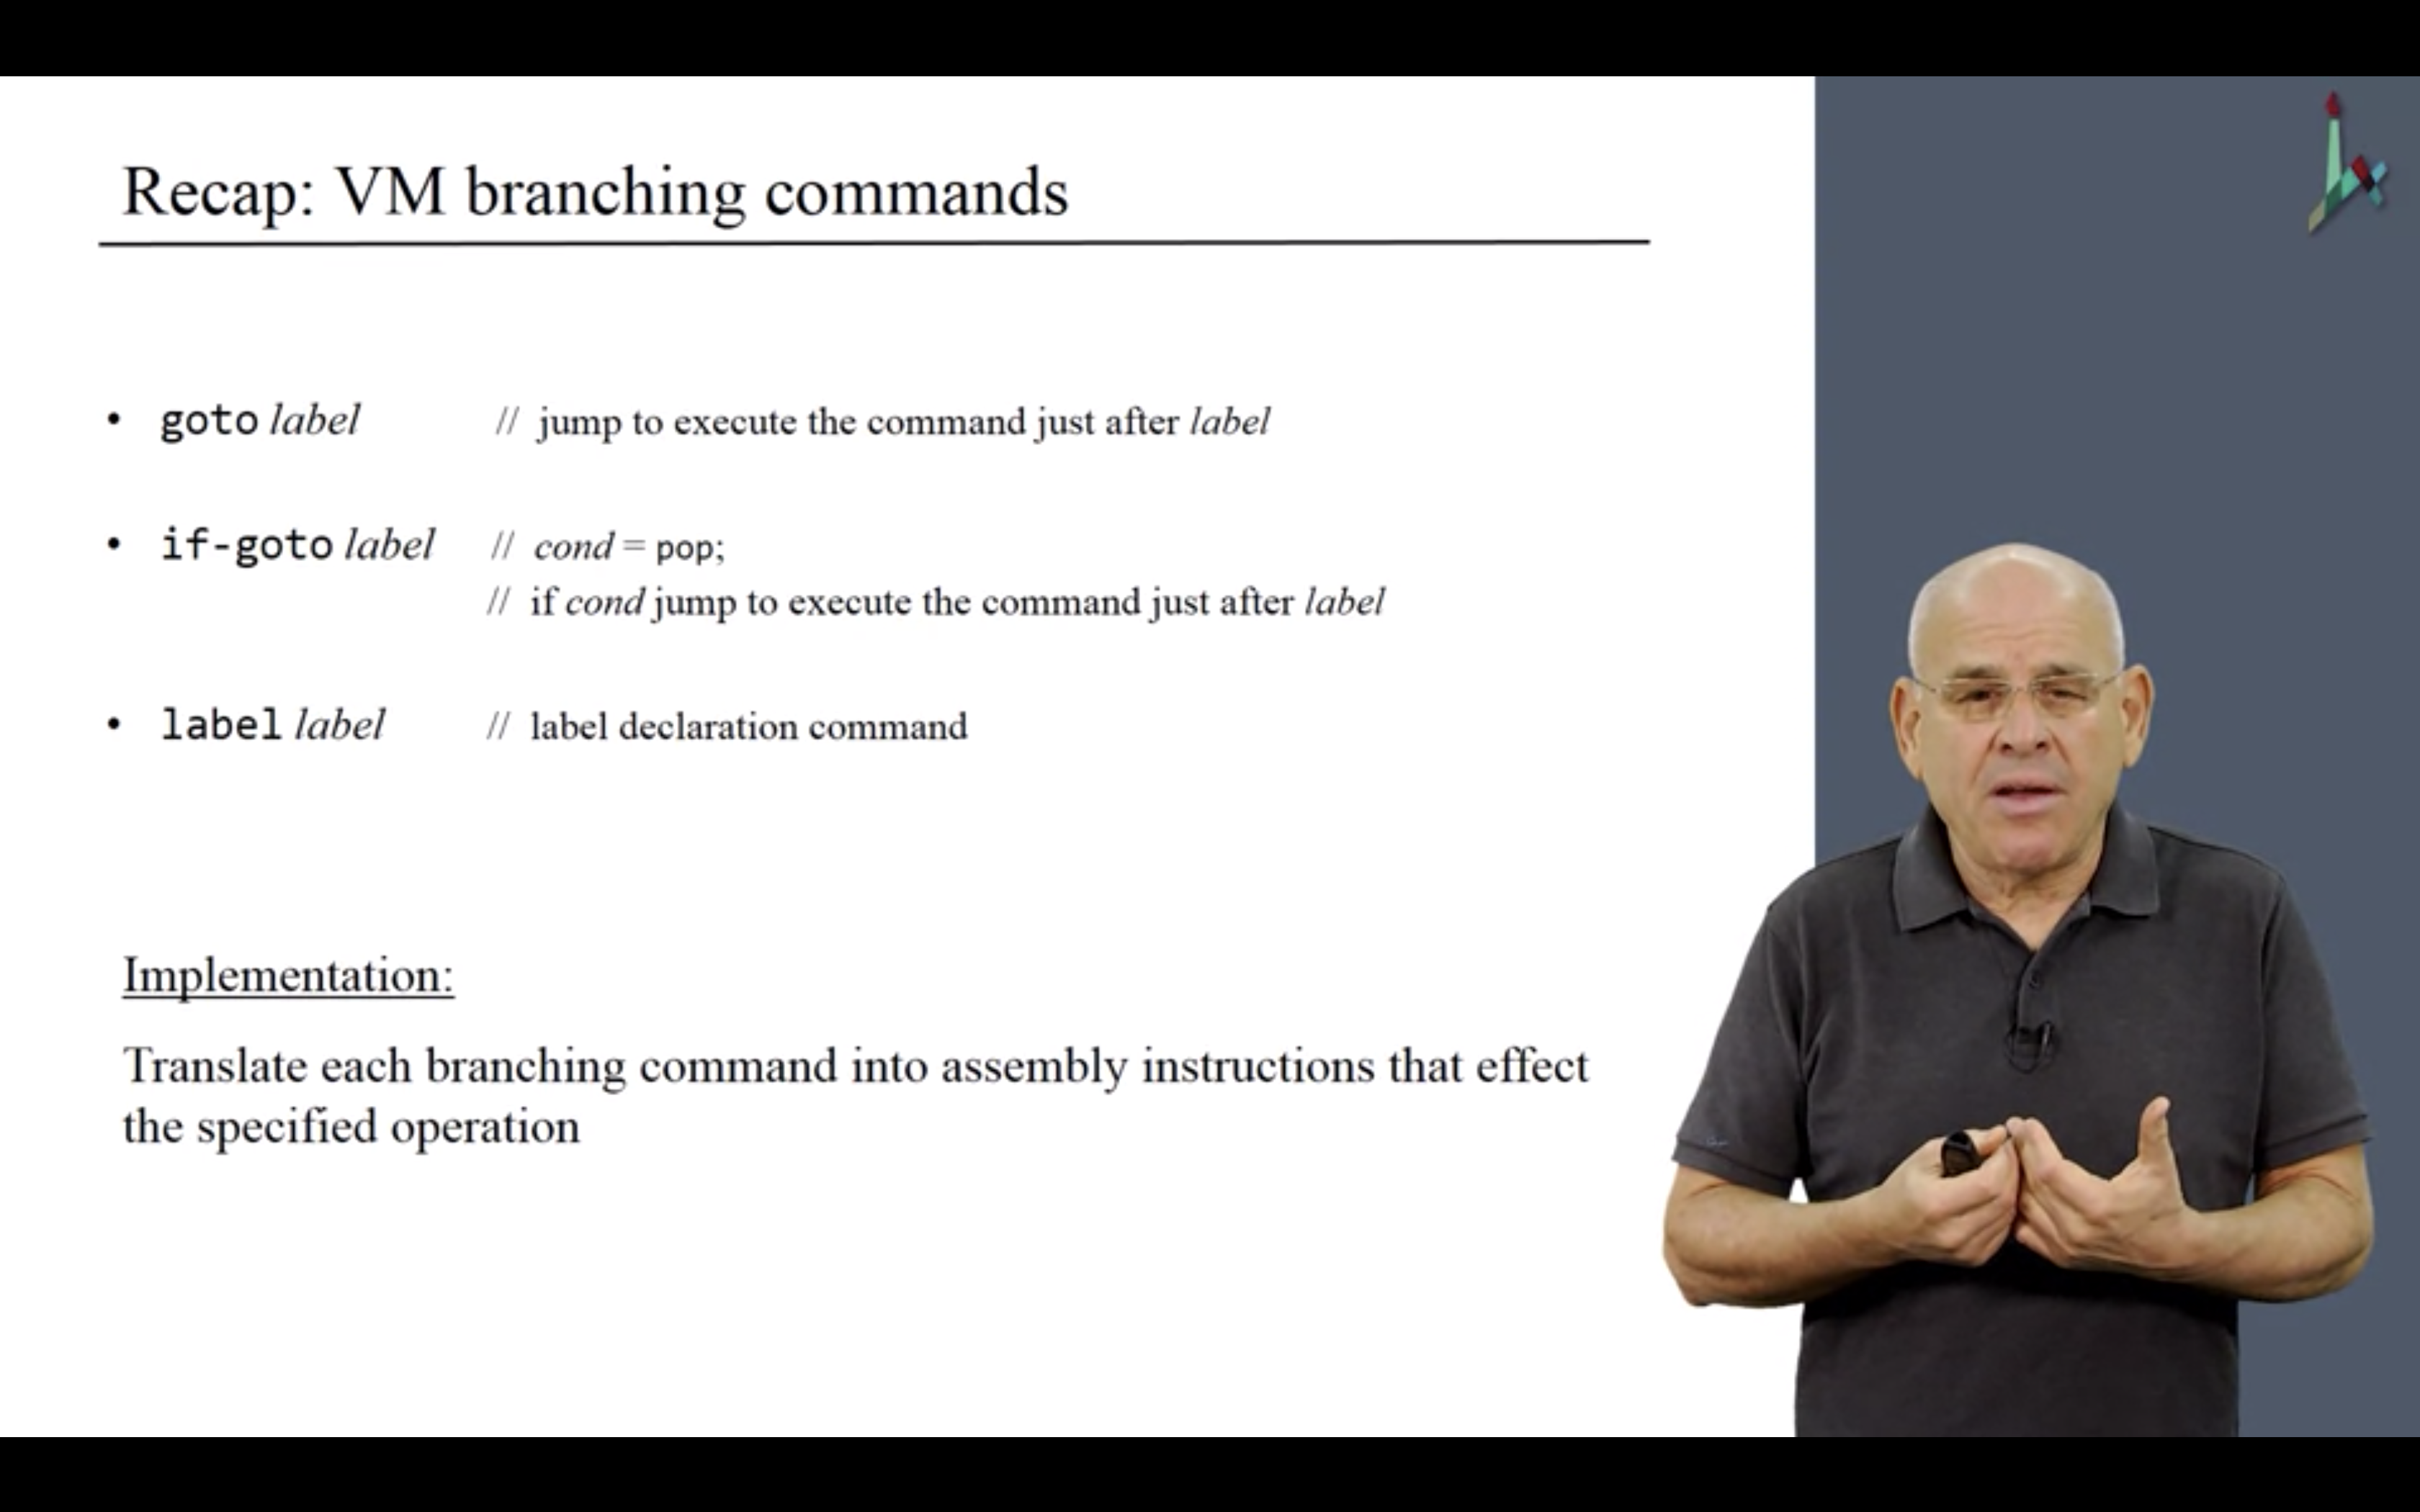 Recap: VM branching commands
• goto label // jump to execute the command just after label
• if-goto label // cond = pop;
// if cond jump to execute the command just after label
• label label // label declaration command
Implementation:
Translate each branching command into assembly instructions that effect
the specified operation